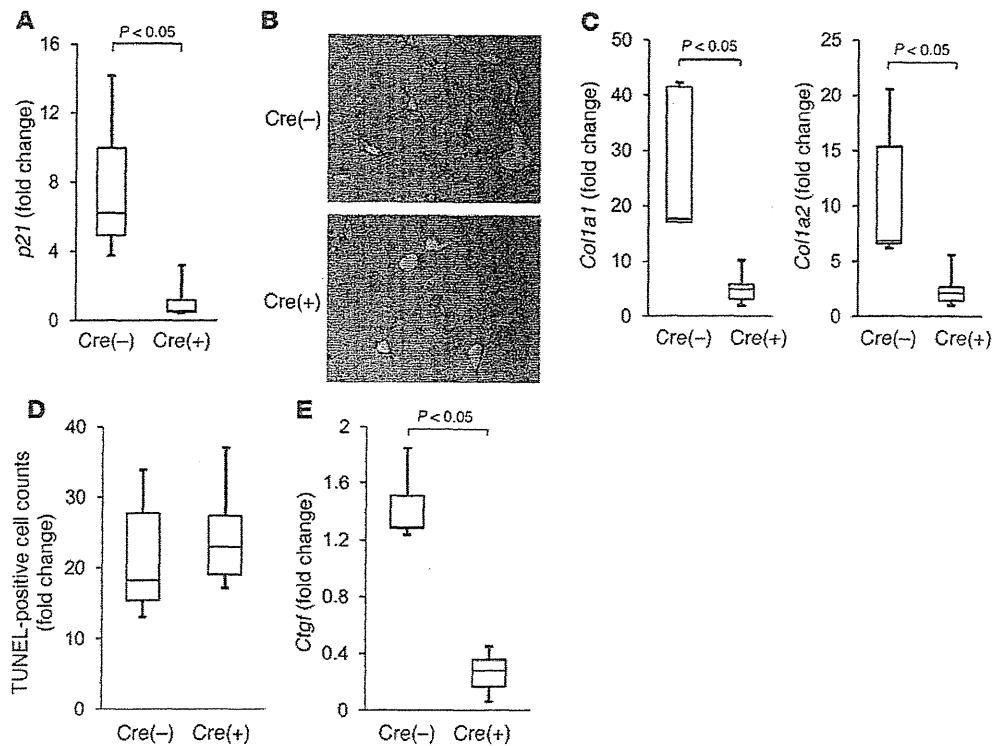 A
P < 0.05
p21 (fold change)
16
12
8
4
0
Cre(–) Cre(+)
B
Cre(–)
Cre(+)
C
P < 0.05
Col1a1 (fold change)
50
40
30
20
10
0
Cre(–) Cre(+)
P < 0.05
Col1a2 (fold change)
25
20
15
10
5
0
Cre(–) Cre(+)
D
TUNEL-positive cell counts
(fold change)
40
30
20
10
0
Cre(–) Cre(+)
E
P < 0.05
Ctgf (fold change)
2
1.6
1.2
0.8
0.4
0
Cre(–) Cre(+)